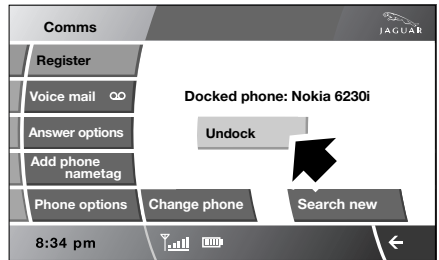 Comms
JAGUAR
Register
Voice mail
Docked phone: Nokia 6230i
Answer options
Undock
Add phone
nametag
Phone options
Change phone
Search new
8:34 pm